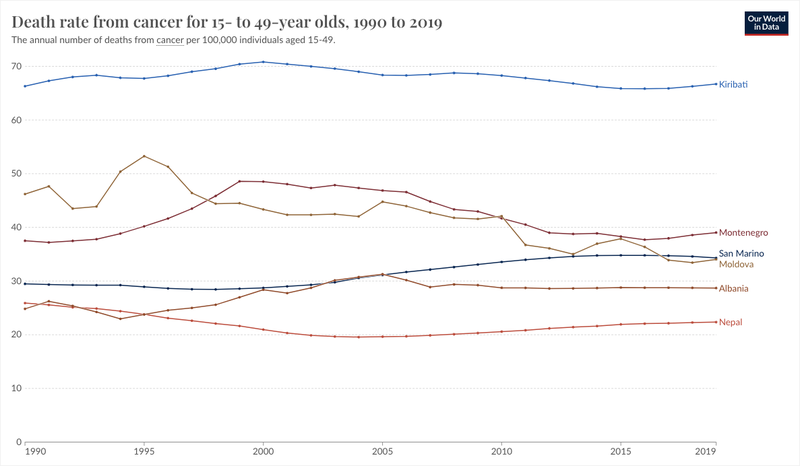 Death rate from cancer for 15- to 49-year olds, 1990 to 2019
Our World
in Data
The annual number of deaths from cancer per 100,000 individuals aged 15-49.
70
60
50
40
30
20
10
0
Kiribati
Montenegro
San Marino
Moldova
Albania
Nepal
1990
1995
2000
2005
2010
2015
2019